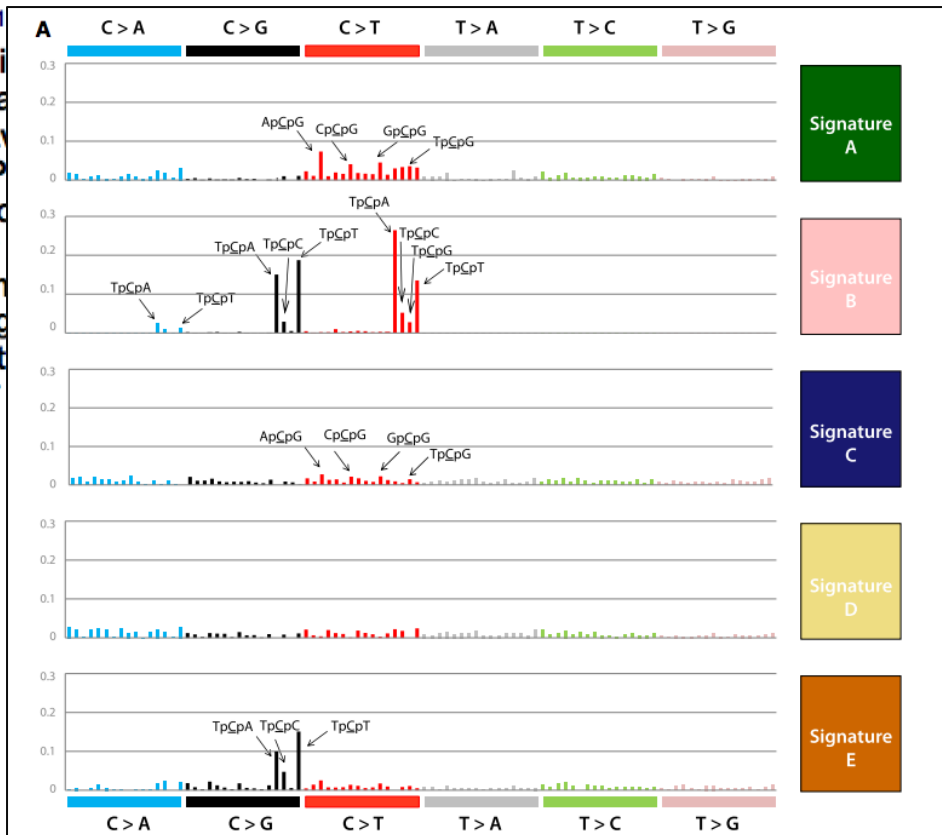 A
C > A C > G C > T T > A T > C T > G
0.3
0.2
0.1
0
ApCpG
CpCpG
GpCpG
TpCpG
Signature
A
0.3
0.2
0.1
0
TpCpA
TpCpT
TpCpA
TpCpC
TpCpT
TpCpA
TpCpC
TpCpG
TpCpT
Signature
B
0.3
0.2
0.1
0
ApCpG
CpCpG
GpCpG
TpCpG
Signature
C
0.3
0.2
0.1
0
Signature
D
0.3
0.2
0.1
0
TpCpA
TpCpC
TpCpT
Signature
E
C > A C > G C > T T > A T > C T > G